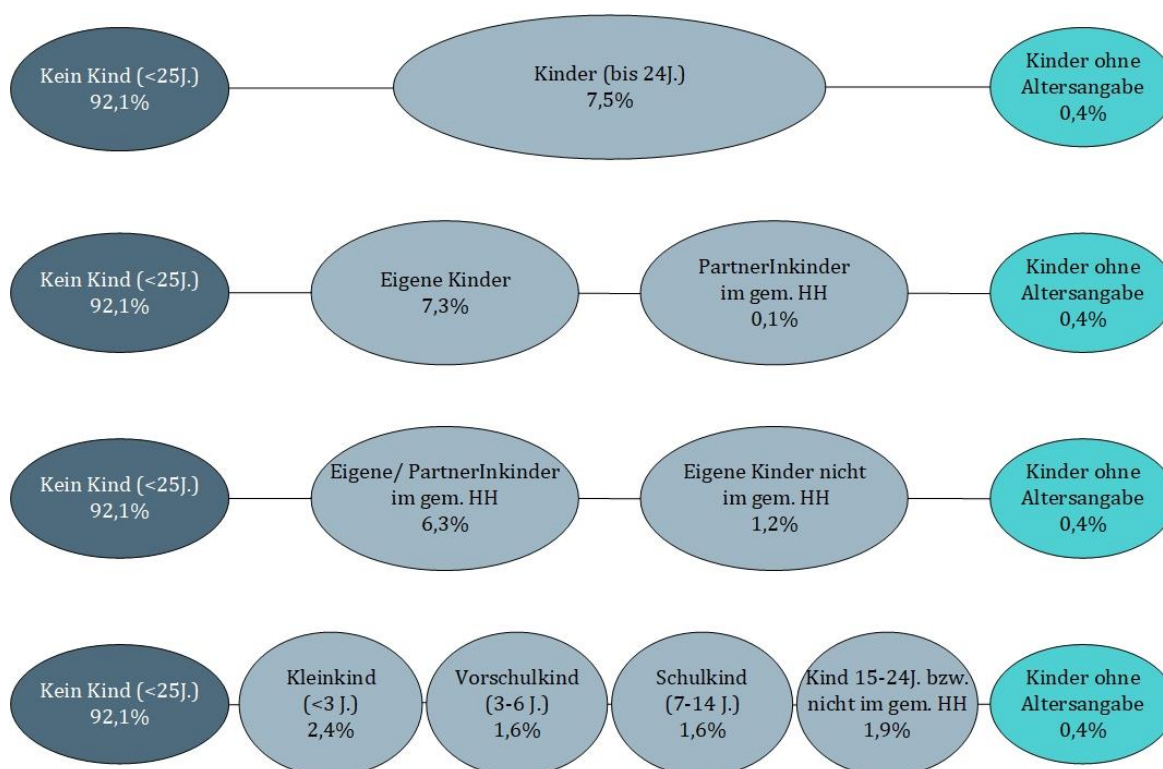 Kein Kind (<25J.)
92,1%
Kinder (bis 24J.)
7,5%
Kinder ohne
Altersangabe
0,4%
Kein Kind (<25J.)
92,1%
Eigene Kinder
7,3%
PartnerInkinder
im gem. HH
0,1%
Kinder ohne
Altersangabe
0,4%
Kein Kind (<25J.)
92,1%
Eigene/ PartnerInkinder
im gem. HH
6,3%
Eigene Kinder nicht
im gem. HH
1,2%
Kinder ohne
Altersangabe
0,4%
Kein Kind (<25J.)
92,1%
Kleinkind
(<3 J.)
2,4%
Vorschulkind
(3-6 J.)
1,6%
Schulkind
(7-14 J.)
1,6%
Kind 15-24J. bzw.
nicht im gem. HH
1,9%
Kinder ohne
Altersangabe
0,4%